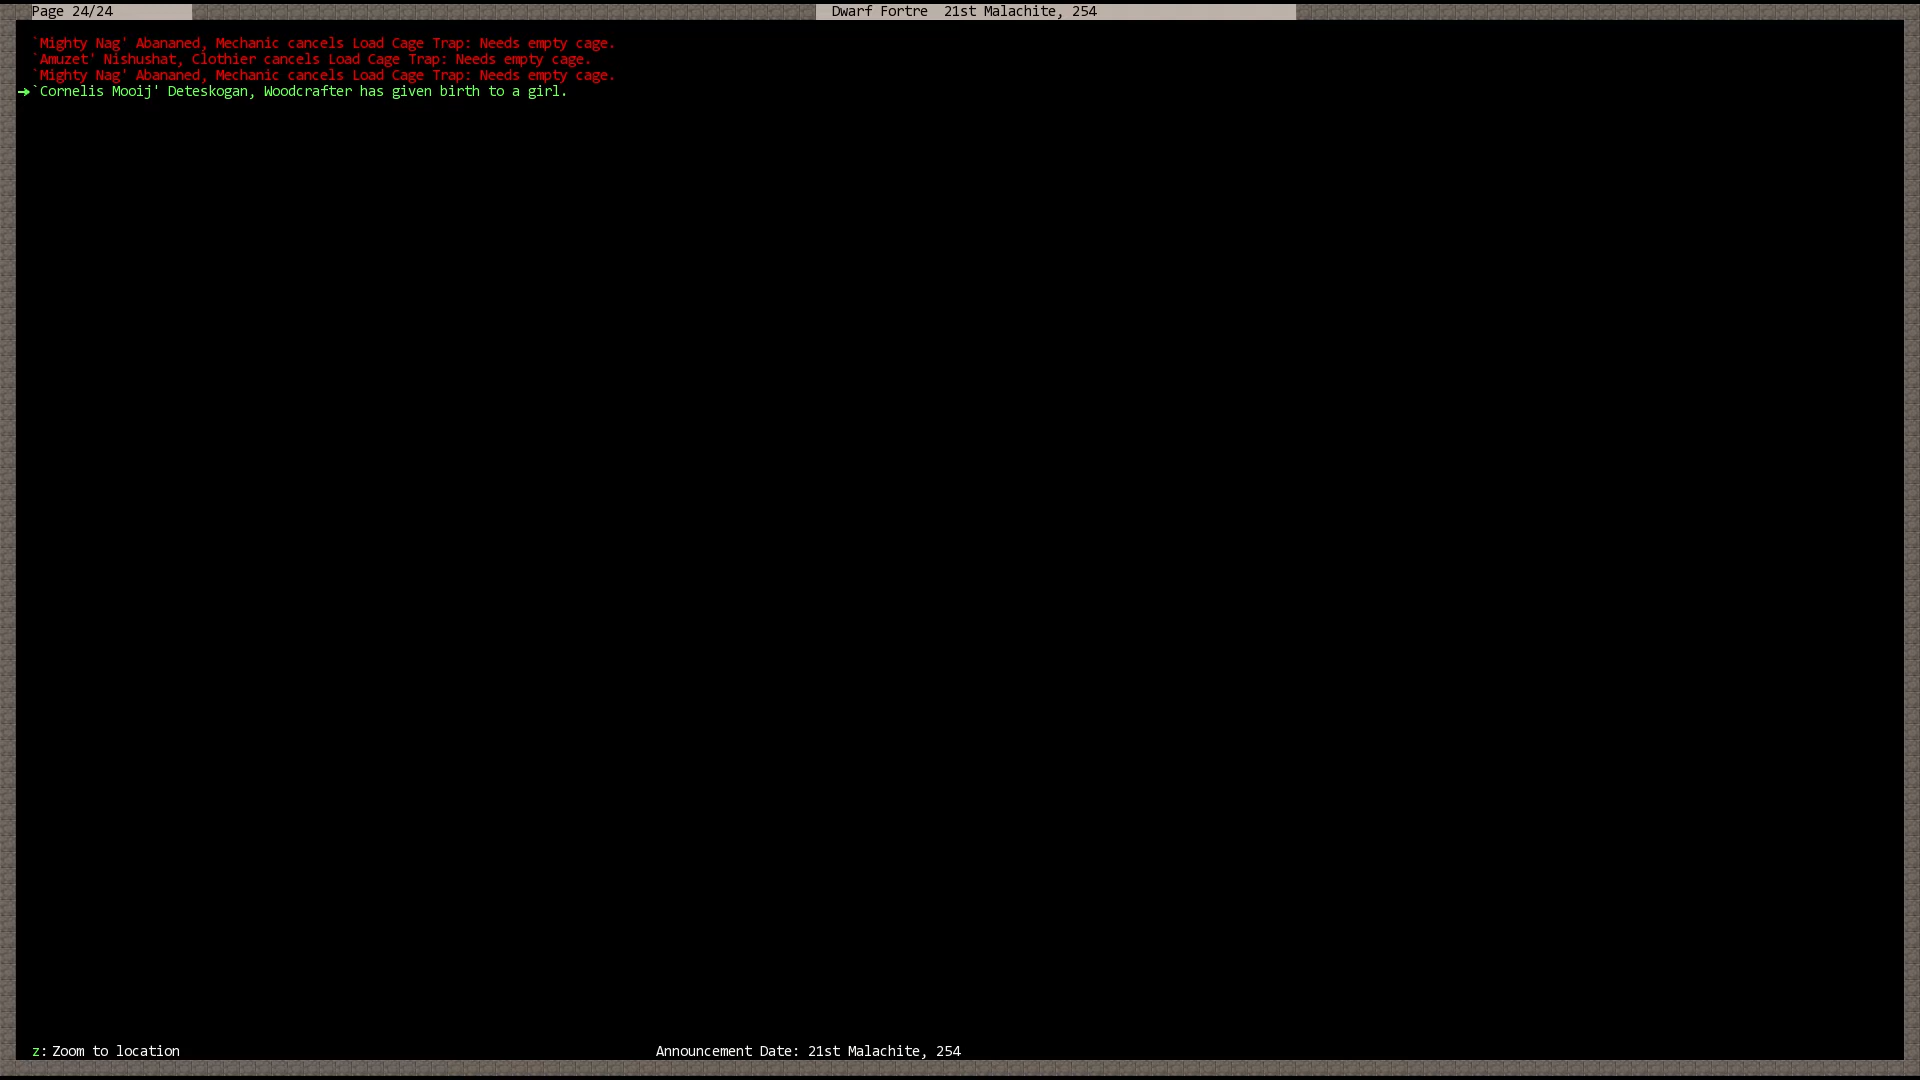 Page 24/24
Dwarf Fortre  21st Malachite, 254
`Mighty Nag' Abananed, Mechanic cancels Load Cage Trap: Needs empty cage.
`Amuzet' Nishushat, Clothier cancels Load Cage Trap: Needs empty cage.
`Mighty Nag' Abananed, Mechanic cancels Load Cage Trap: Needs empty cage.
→`Cornelis Mooij' Deteskogan, Woodcrafter has given birth to a girl.
z: Zoom to location
Announcement Date: 21st Malachite, 254